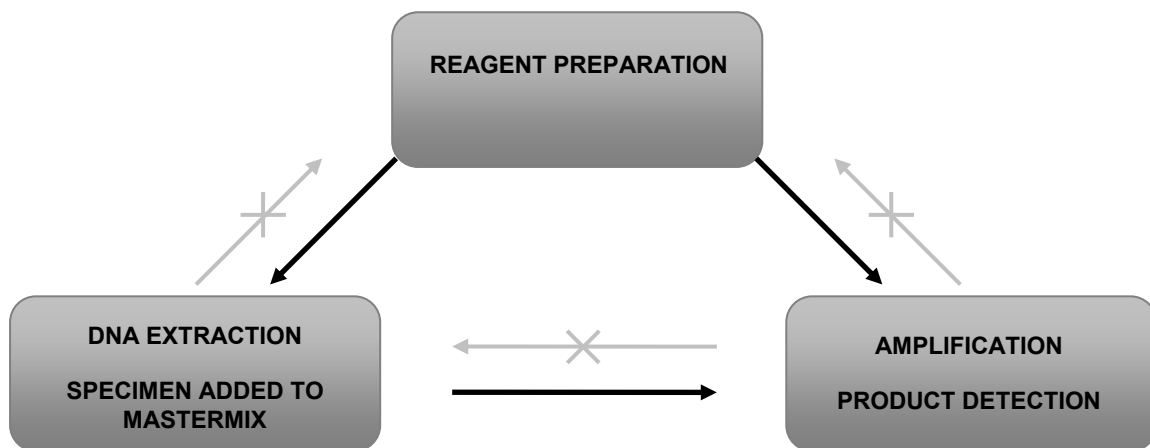 REAGENT PREPARATION
DNA EXTRACTION
SPECIMEN ADDED TO
MASTERMIX
AMPLIFICATION
PRODUCT DETECTION